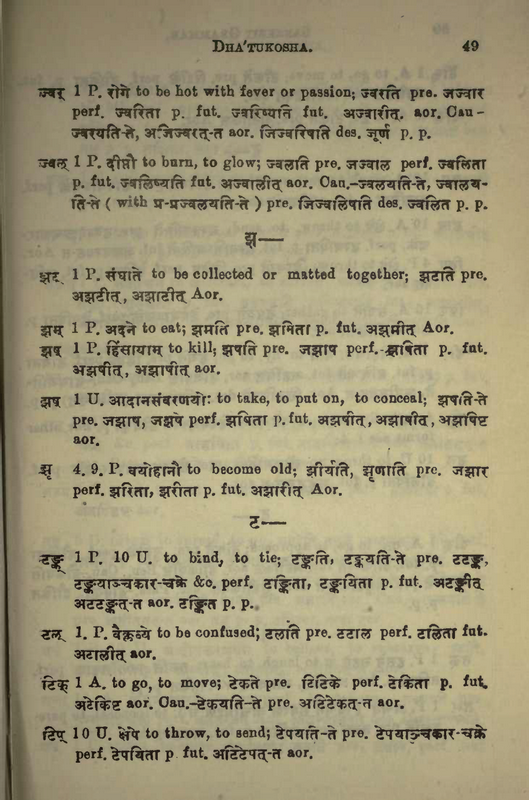 DHA'TUKOSHA. 49
ज्वर् 1 P. रोगे to be hot with fever or passion; ज्वरति pre. जज्वार
perf. ज्वरिता p. fut. ज्वरिष्यति fut. अज्वारीत्. aor. Cau-
ज्वरयति-ते, अजिज्वरत्-त aor. जिज्वरिषति des. जूर्ण p. p.
ज्वल् 1 P. दीप्तौ to burn, to glow; ज्वलति pre. जज्वाल perf. ज्वलिता
p. fut. ज्वलिष्यति fut. अज्वालीत् aor. Cau.-ज्वलयति-ते, ज्वालय-
ति-ते ( with प्र-प्रज्वलयति-ते ) pre. जिज्वलिषति des. ज्वलित p. p.
झ—
झट् 1 P. संघाते to be collected or matted together; झटति pre.
अझटीत्, अझाटीत् Aor.
झम् 1 P. अदने to eat; झमति pre. झमिता p. fut. अझमीत् Aor.
झष् 1 P. हिंसायाम् to kill; झषति pre. जझाष perf. झषिता p. fut.
अझषीत्, अझाषीत् aor.
झष् 1 U. आदानसंवरणयोः to take, to put on, to conceal; झषति-ते
pre. जझाष, जझषे perf. झषिता p. fut. अझषीत्, अझाषीत्, अझषिष्ट
aor.
झॄ 4. 9. P. वयोहानौ to become old; झीर्यति, झृणाति pre. जझार
perf. झरिता, झरीता p. fut. अझारीत् Aor.
ट—
टङ्क् 1 P. 10 U. to bind, to tie; टङ्कति, टङ्कयति-ते pre. टटङ्क,
टङ्कयाञ्चकार-चक्रे &c. perf. टङ्किता, टङ्कयिता p. fut. अटङ्कीत्
अटटङ्कत्-त aor. टङ्कित p. p.
टल् 1. P. वैक्लव्ये to be confused; टलति pre. टटाल perf. टलिता fut.
अटालीत् aor.
टिक् 1 A. to go, to move; टेकते pre. टिटिके perf. टेकिता p. fut.
अटेकिष्ट aor. Cau.-टेकयति-ते pre. अटिटेकत्-त aor.
टिप् 10 U. क्षेपे to throw, to send; टेपयति-ते pre. टेपयाञ्चकार-चक्रे
perf. टेपयिता p. fut. अटिटेपत्-त aor.